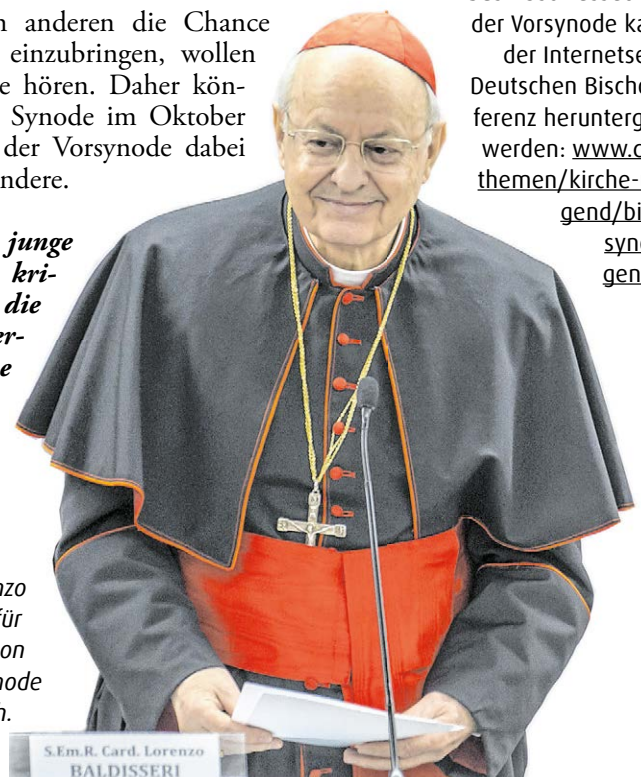 anderen die Chance
einzubringen, wollen
hören. Daher kön-
Synode im Oktober
der Vorsynode dabei
ndere.
junge
kri-
die
er-
e
nzo
für
on
node
h.
der Vorsynode ka
der Internetse
Deutschen Bischo
ferenz herunterg
werden: www.d
themen/kirche-
gend/bi
syno
gen
S.Em.R. Card. Lorenzo
BALDISSERI